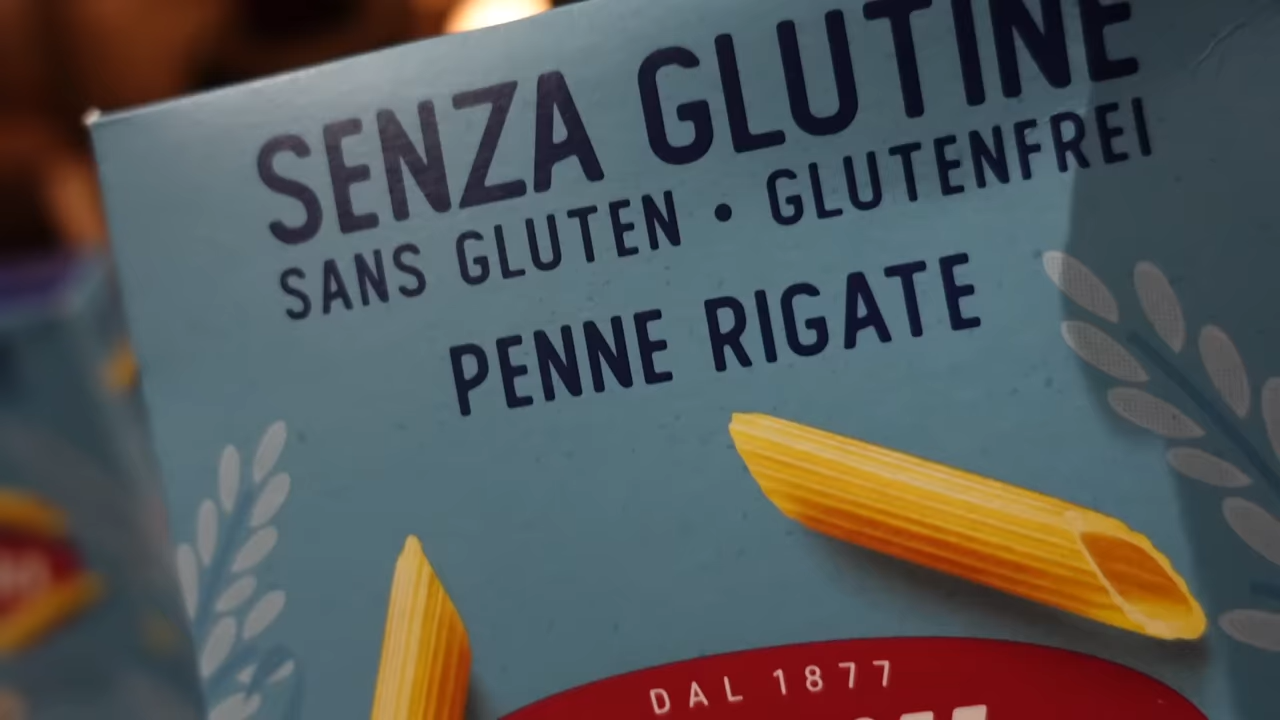 SENZA GLUTINE
SANS GLUTEN • GLUTENFREI
PENNE RIGATE
DAL 1877